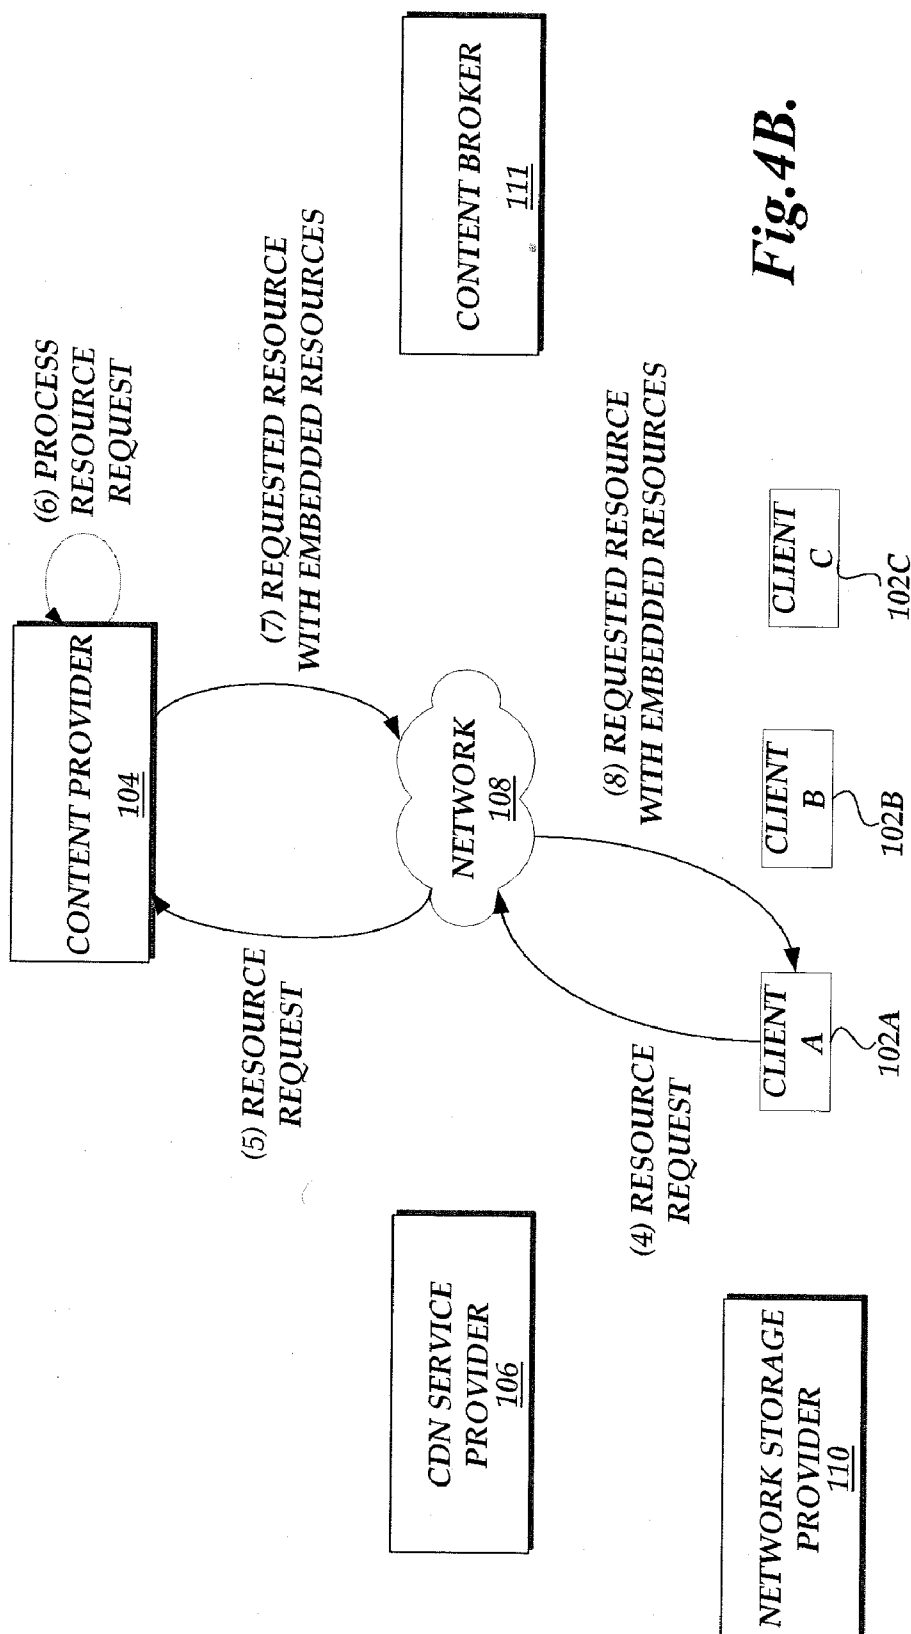 (6) PROCESS
RESOURCE
REQUEST
CONTENT PROVIDER
104
(5) RESOURCE
REQUEST
(7) REQUESTED RESOURCE
WITH EMBEDDED RESOURCES
CDN SERVICE
PROVIDER
106
NETWORK
108
CONTENT BROKER
111
(4) RESOURCE
REQUEST
(8) REQUESTED RESOURCE
WITH EMBEDDED RESOURCES
NETWORK STORAGE
PROVIDER
110
CLIENT
A
102A
CLIENT
B
102B
CLIENT
C
102C
Fig.4B.